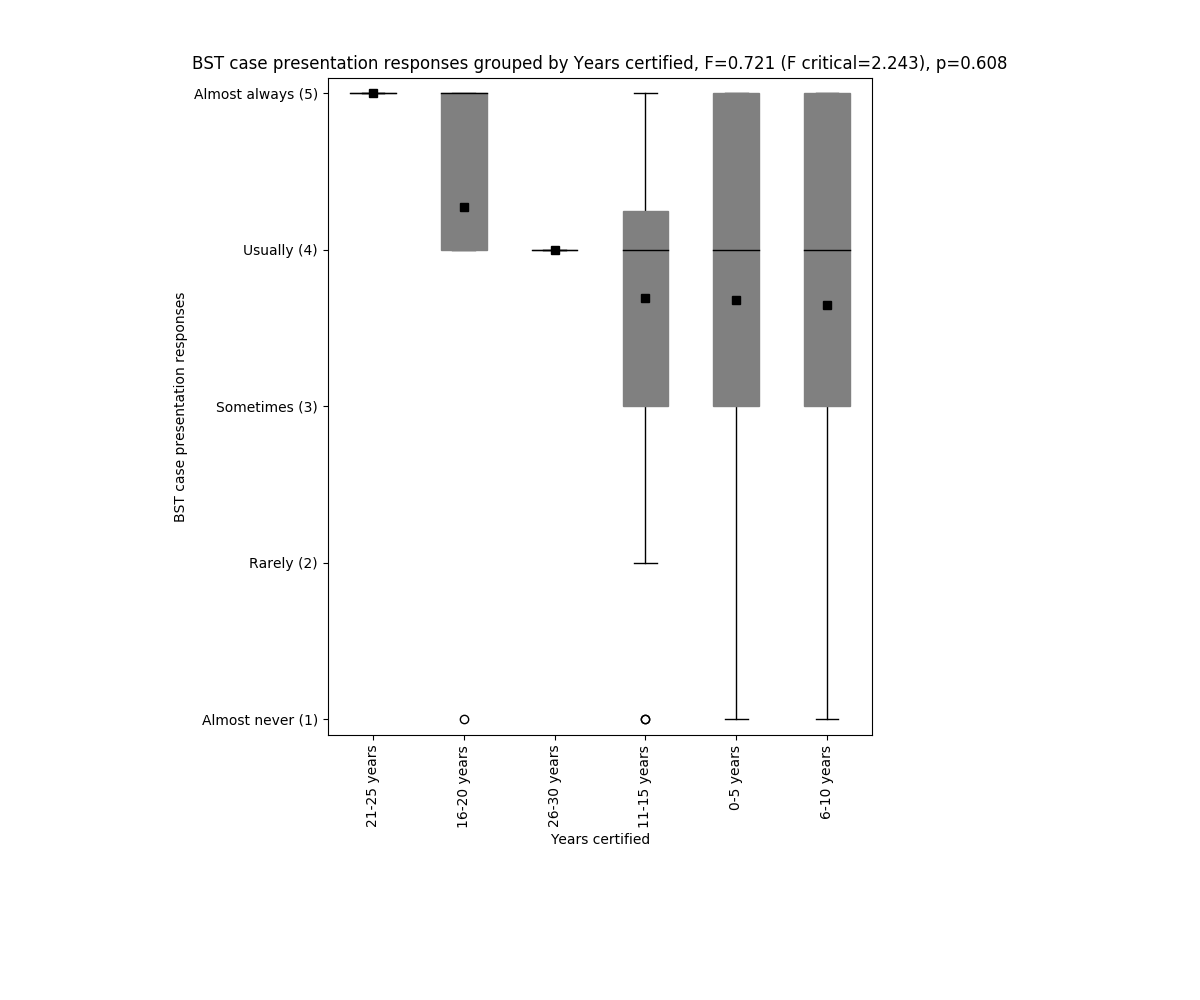 BST case presentation responses grouped by Years certified, F=0.721 (F critical=2.243), p=0.608
Almost always (5)
Usually (4)
Sometimes (3)
Rarely (2)
Almost never (1)
BST case presentation responses
21-25 years
16-20 years
26-30 years
11-15 years
0-5 years
6-10 years
Years certified